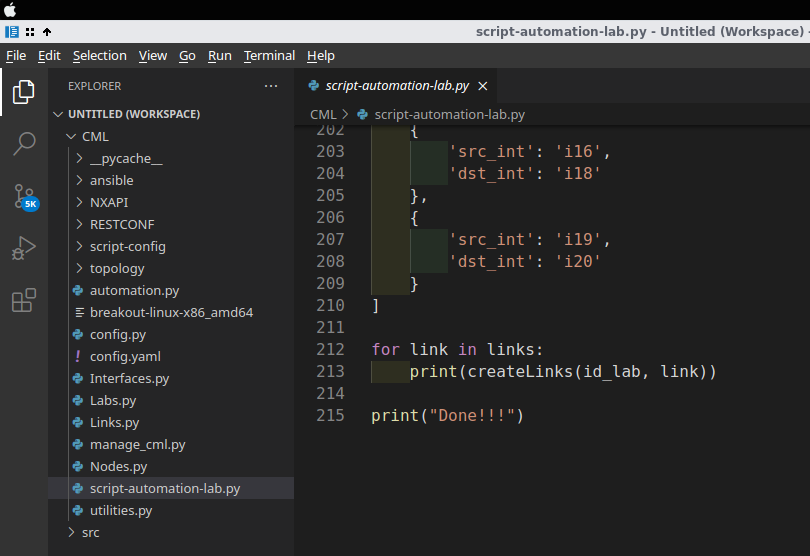 script-automation-lab.py - Untitled (Workspace) -
File Edit Selection View Go Run Terminal Help
EXPLORER
UNTITLED (WORKSPACE)
CML
__pycache__
ansible
NXAPI
RESTCONF
script-config
topology
automation.py
breakout-linux-x86_amd64
config.py
! config.yaml
Interfaces.py
Labs.py
Links.py
manage_cml.py
Nodes.py
script-automation-lab.py
utilities.py
src
5K
script-automation-lab.py
CML > script-automation-lab.py
202 {
203 'src_int': 'i16',
204 'dst_int': 'i18'
205 },
206 {
207 'src_int': 'i19',
208 'dst_int': 'i20'
209 }
210 ]
211
212 for link in links:
213 print(createLinks(id_lab, link))
214
215 print("Done!!!")